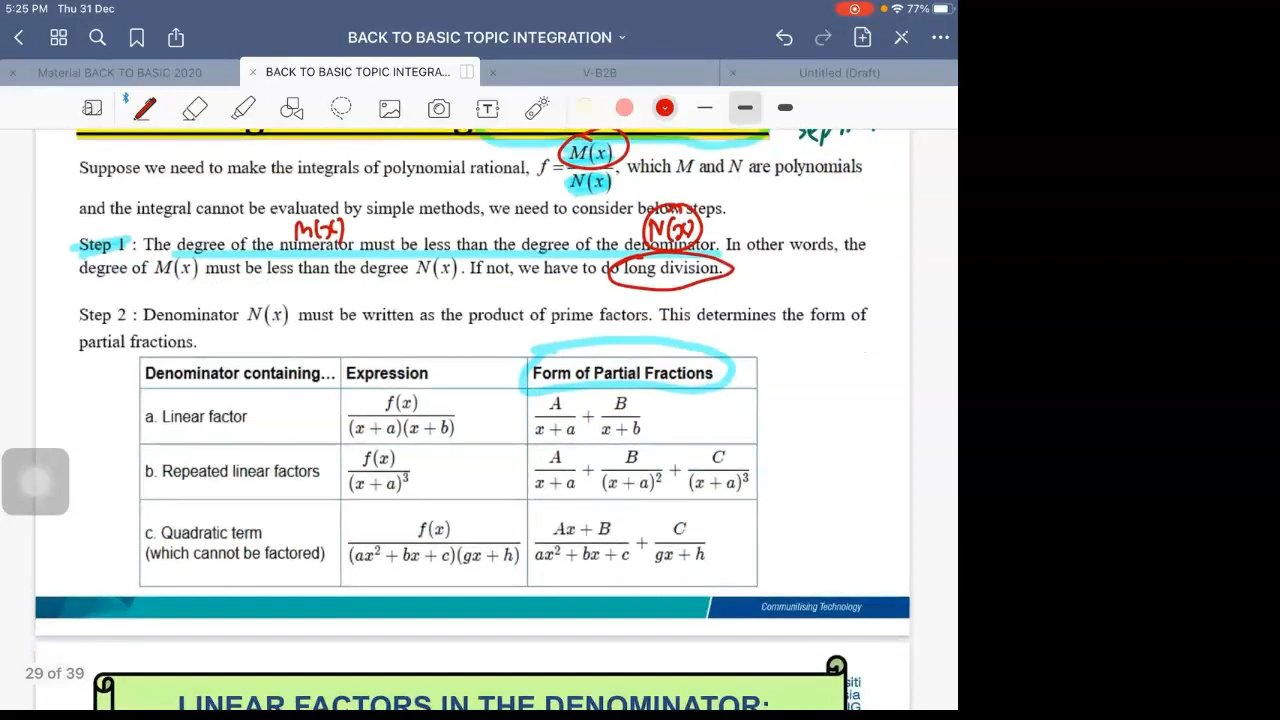 5:25 PM Thu 31 Dec
77%
BACK TO BASIC TOPIC INTEGRATION
Material BACK TO BASIC 2020
BACK TO BASIC TOPIC INTEGRA...
V-B2B
Untitled (Draft)
Suppose we need to make the integrals of polynomial rational, f = M(x)/N(x), which M and N are polynomials
and the integral cannot be evaluated by simple methods, we need to consider below steps.
M(x) N(x)
Step 1 : The degree of the numerator must be less than the degree of the denominator. In other words, the
degree of M(x) must be less than the degree N(x). If not, we have to do long division.
Step 2 : Denominator N(x) must be written as the product of prime factors. This determines the form of
partial fractions.
Denominator containing... Expression Form of Partial Fractions
a. Linear factor f(x)/((x + a)(x + b)) A/(x + a) + B/(x + b)
b. Repeated linear factors f(x)/(x + a)³ A/(x + a) + B/(x + a)² + C/(x + a)³
c. Quadratic term
(which cannot be factored) f(x)/((ax² + bx + c)(gx + h)) (Ax + B)/(ax² + bx + c) + C/(gx + h)
Communitising Technology
29 of 39
LINEAR FACTORS IN THE DENOMINATOR: